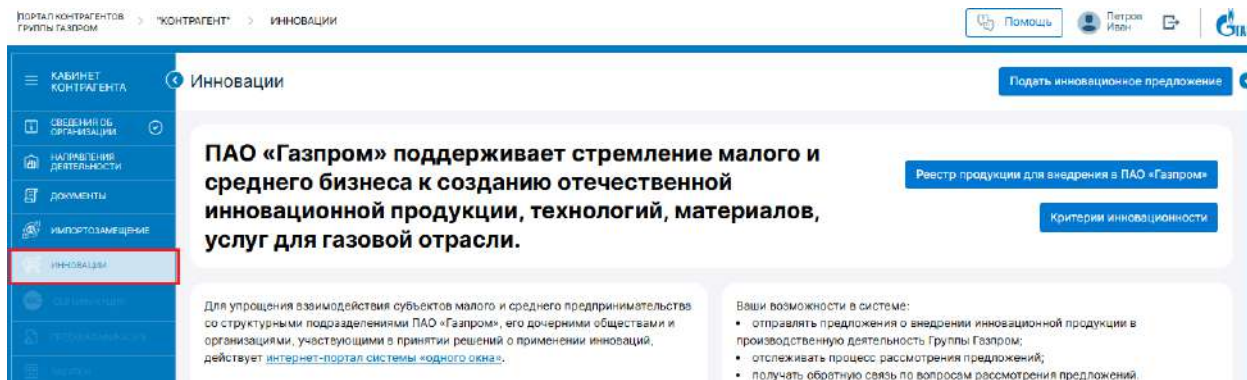 ПОРТАЛ КОНТРАГЕНТОВ
ГРУППЫ ГАЗПРОМ
"КОНТРАГЕНТ"
ИННОВАЦИИ
Помощь
Петров
Иван
КАБИНЕТ
КОНТРАГЕНТА
Инновации
Подать инновационное предложение
СВЕДЕНИЯ ОБ
ОРГАНИЗАЦИИ
НАПРАВЛЕНИЯ
ДЕЯТЕЛЬНОСТИ
ДОКУМЕНТЫ
ИМПОРТОЗАМЕЩЕНИЕ
ИННОВАЦИИ
ПАО «Газпром» поддерживает стремление малого и
среднего бизнеса к созданию отечественной
инновационной продукции, технологий, материалов,
услуг для газовой отрасли.
Реестр продукции для внедрения в ПАО «Газпром»
Критерии инновационности
Для упрощения взаимодействия субъектов малого и среднего предпринимательства
со структурными подразделениями ПАО «Газпром», его дочерними обществами и
организациями, участвующими в принятии решений о применении инноваций,
действует интернет-портал системы «одного окна».
Ваши возможности в системе:
• отправлять предложения о внедрении инновационной продукции в
производственную деятельность Группы Газпром;
• отслеживать процесс рассмотрения предложений;
• получать обратную связь по вопросам рассмотрения предложений.